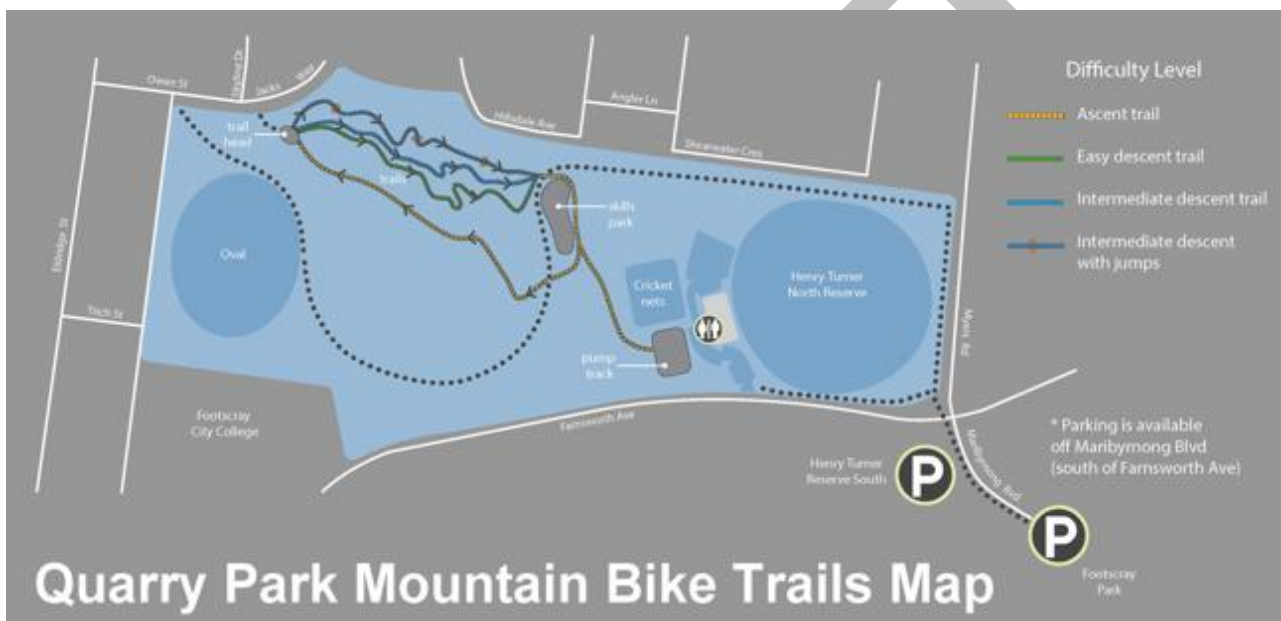 Owen St
Skyline Dr
Jacks Way
Hillsdale Ave
Angler Ln
Shearwater Cres
Eldridge St
Titch St
Myers Rd
trail
head
trails
skills
park
Oval
Cricket
nets
Henry Turner
North Reserve
pump
track
Footscray
City College
Farnsworth Ave
Difficulty Level
Ascent trail
Easy descent trail
Intermediate descent trail
Intermediate descent
with jumps
* Parking is available
off Maribyrnong Blvd
(south of Farnsworth Ave)
Henry Turner
Reserve South
P
Maribyrnong Blvd
P
Footscray
Park
Quarry Park Mountain Bike Trails Map